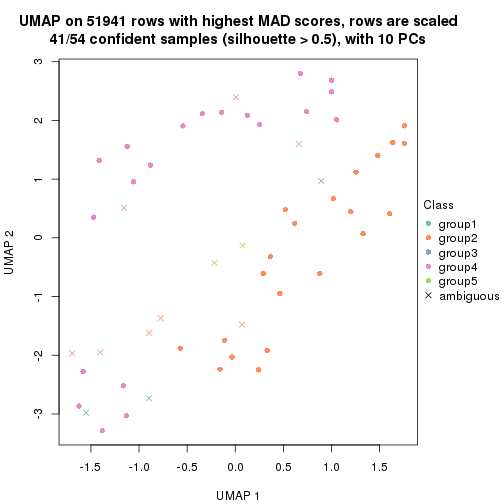 UMAP on 51941 rows with highest MAD scores, rows are scaled
41/54 confident samples (silhouette > 0.5), with 10 PCs
3
2
1
0
-1
-2
-3
UMAP 2
-1.5 -1.0 -0.5 0.0 0.5 1.0 1.5
UMAP 1
Class
group1
group2
group3
group4
group5
ambiguous